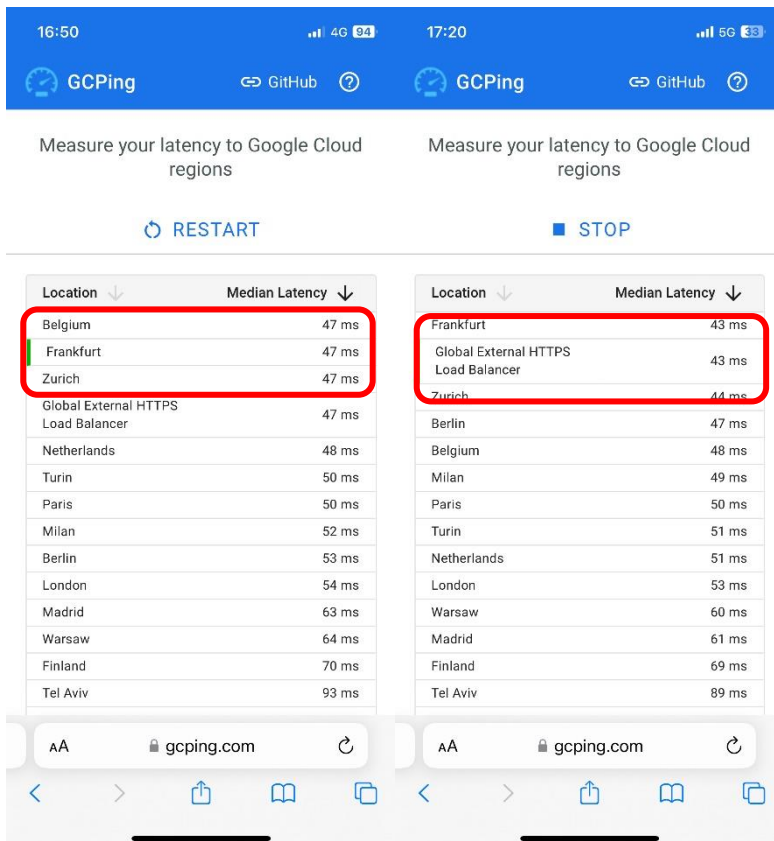 16:50
4G 94
GCPing
GitHub
Measure your latency to Google Cloud
regions
RESTART
Location Median Latency
Belgium 47 ms
Frankfurt 47 ms
Zurich 47 ms
Global External HTTPS
Load Balancer 47 ms
Netherlands 48 ms
Turin 50 ms
Paris 50 ms
Milan 52 ms
Berlin 53 ms
London 54 ms
Madrid 63 ms
Warsaw 64 ms
Finland 70 ms
Tel Aviv 93 ms
AA gcping.com
17:20
5G 33
GCPing
GitHub
Measure your latency to Google Cloud
regions
STOP
Location Median Latency
Frankfurt 43 ms
Global External HTTPS
Load Balancer 43 ms
Zurich 44 ms
Berlin 47 ms
Belgium 48 ms
Milan 49 ms
Paris 50 ms
Turin 51 ms
Netherlands 51 ms
London 53 ms
Warsaw 60 ms
Madrid 61 ms
Finland 69 ms
Tel Aviv 89 ms
AA gcping.com